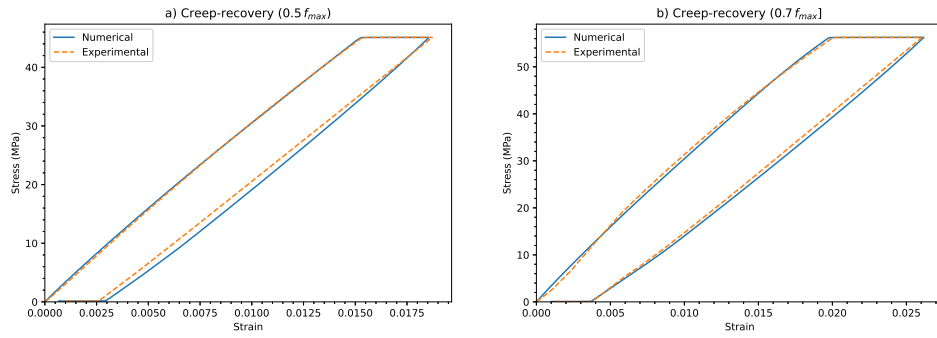 a) Creep-recovery (0.5 f_max)
Numerical
Experimental
Stress (MPa)
40
30
20
10
0
0.0000 0.0025 0.0050 0.0075 0.0100 0.0125 0.0150 0.0175
Strain
b) Creep-recovery (0.7 f_max]
Numerical
Experimental
Stress (MPa)
50
40
30
20
10
0
0.000 0.005 0.010 0.015 0.020 0.025
Strain